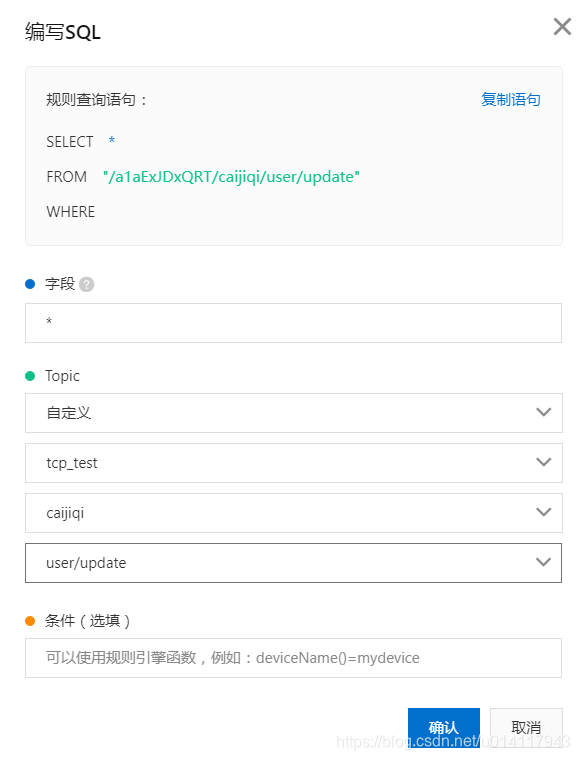 编写SQL
规则查询语句：
复制语句
SELECT *
FROM "/a1aExJDxQRT/caijiqi/user/update"
WHERE
字段 ?
*
Topic
自定义
tcp_test
caijiqi
user/update
条件（选填）
可以使用规则引擎函数，例如：deviceName()=mydevice
确认 取消
https://blog.csdn.net/u014117943